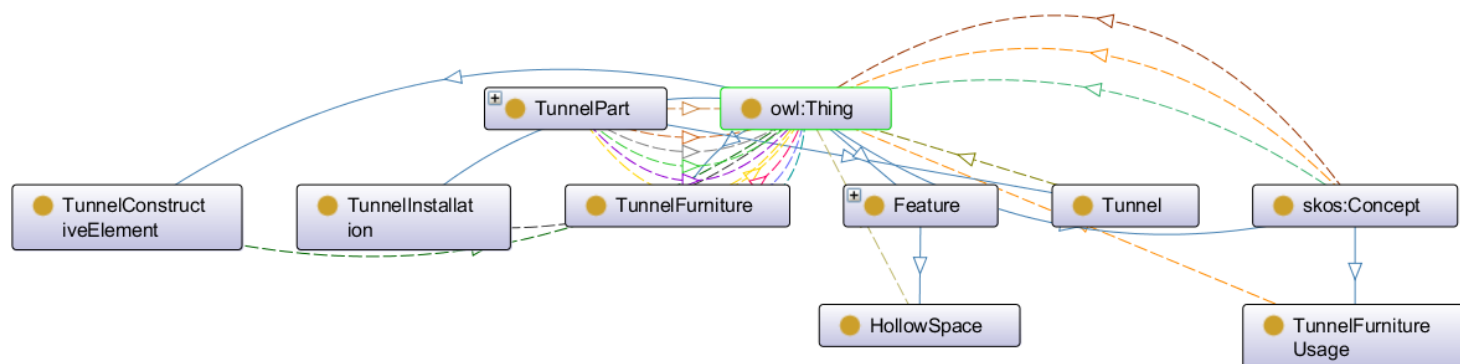 TunnelPart
owl:Thing
TunnelConstruct
iveElement
TunnelInstallat
ion
TunnelFurniture
Feature
Tunnel
skos:Concept
HollowSpace
TunnelFurniture
Usage